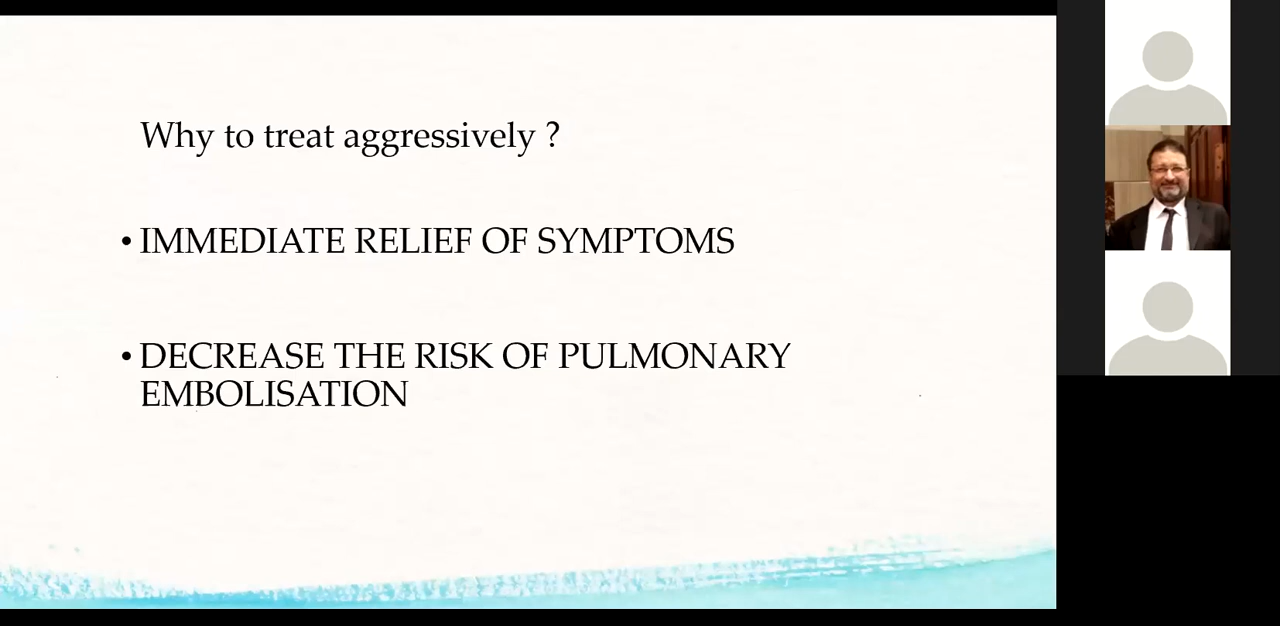 Why to treat aggressively ?
• IMMEDIATE RELIEF OF SYMPTOMS
• DECREASE THE RISK OF PULMONARY
EMBOLISATION